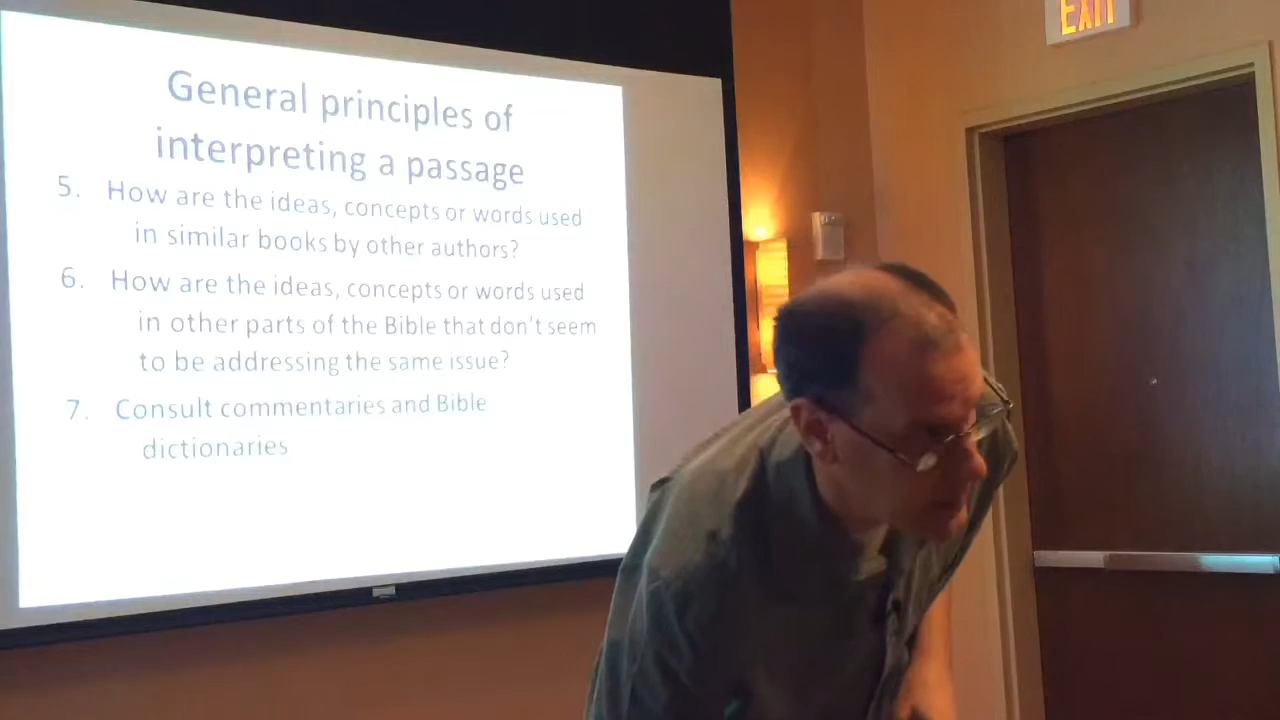 EXIT
General principles of
interpreting a passage
5. How are the ideas, concepts or words used
in similar books by other authors?
6. How are the ideas, concepts or words used
in other parts of the Bible that don't seem
to be addressing the same issue?
7. Consult commentaries and Bible
dictionaries